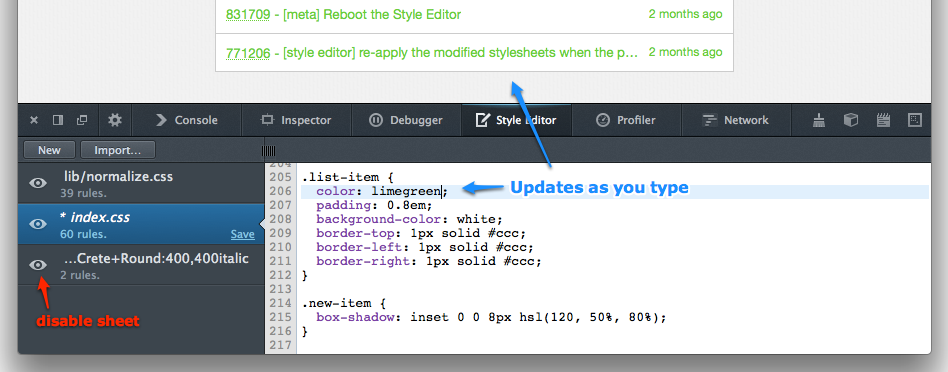 831709 - [meta] Reboot the Style Editor 2 months ago
771206 - [style editor] re-apply the modified stylesheets when the p... 2 months ago
Console Inspector Debugger Style Editor Profiler Network
New Import...
lib/normalize.css
39 rules.
* index.css
60 rules. Save
...Crete+Round:400,400italic
2 rules.
disable sheet
204
205 .list-item {
206 color: limegreen;
207 padding: 0.8em;
208 background-color: white;
209 border-top: 1px solid #ccc;
210 border-left: 1px solid #ccc;
211 border-right: 1px solid #ccc;
212 }
213
214 .new-item {
215 box-shadow: inset 0 0 8px hsl(120, 50%, 80%);
216 }
217
Updates as you type